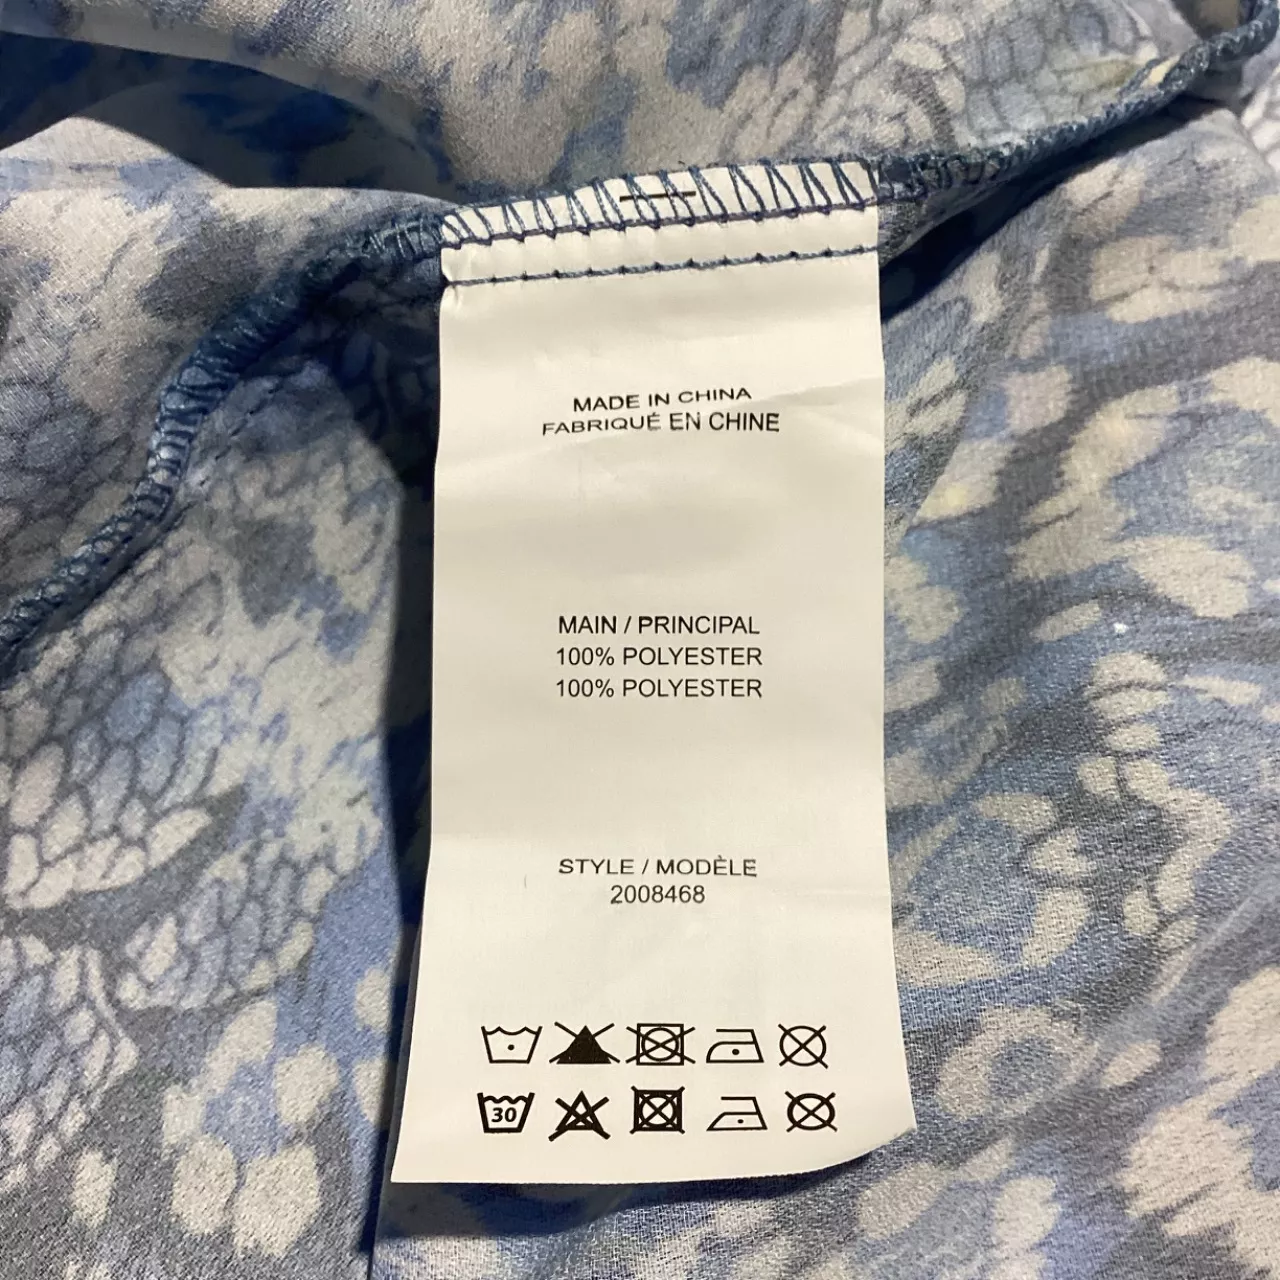 MADE IN CHINA
FABRIQUÉ EN CHINE
MAIN / PRINCIPAL
100% POLYESTER
100% POLYESTER
STYLE / MODÈLE
2008468
30